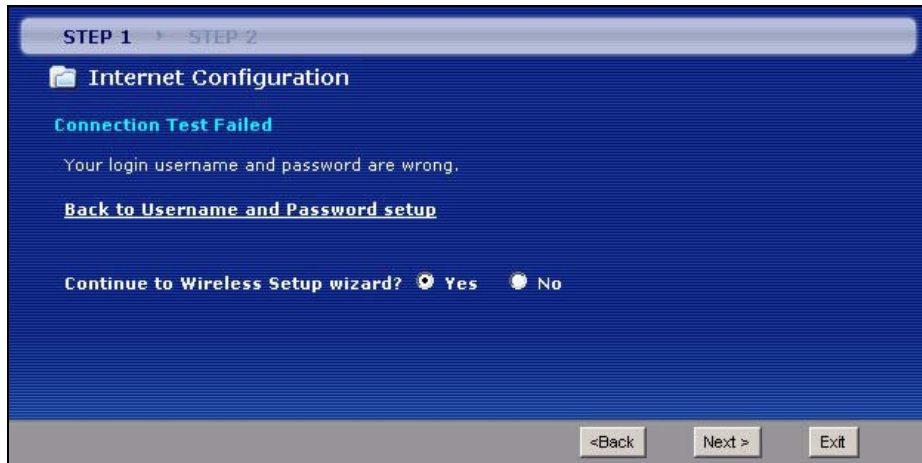 STEP 1 STEP 2
Internet Configuration
Connection Test Failed
Your login username and password are wrong.
Back to Username and Password setup
Continue to Wireless Setup wizard? Yes No
<Back Next > Exit